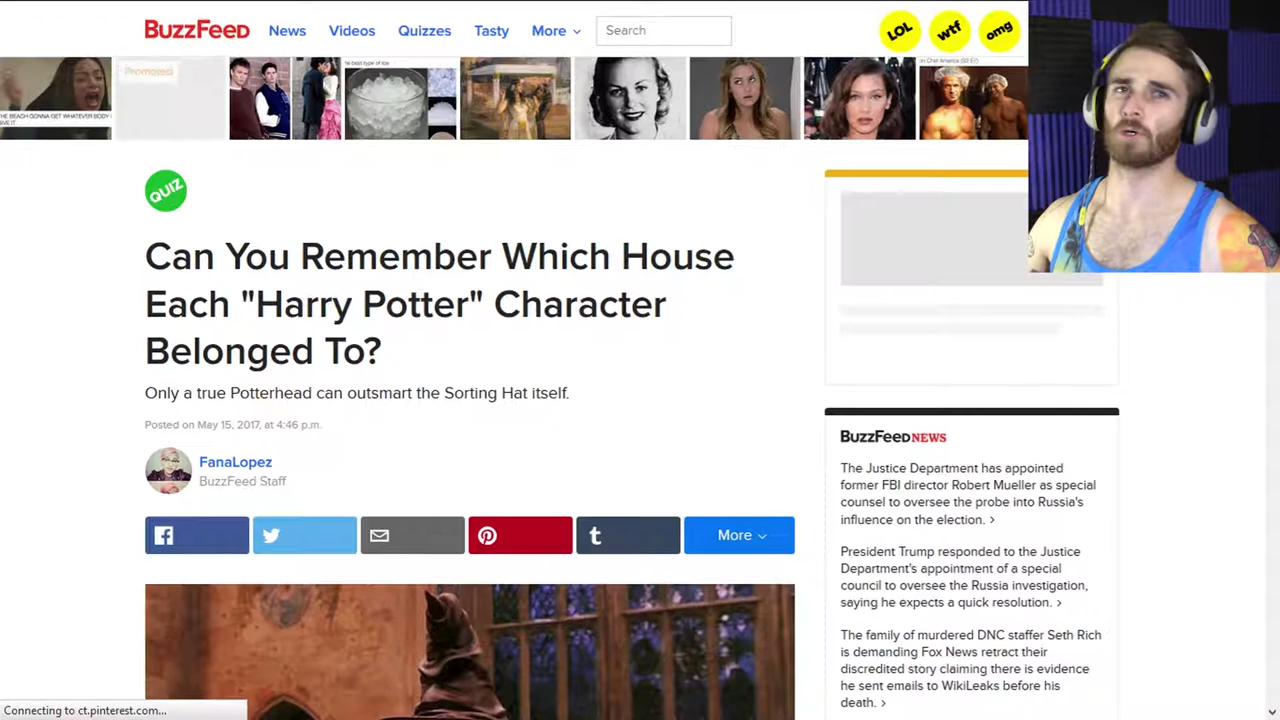 BuzzFeed News Videos Quizzes Tasty More Search LOL wtf omg
Promoted
QUIZ
Can You Remember Which House
Each "Harry Potter" Character
Belonged To?
Only a true Potterhead can outsmart the Sorting Hat itself.
Posted on May 15, 2017, at 4:46 p.m.
FanaLopez
BuzzFeed Staff
More
BuzzFeed NEWS
The Justice Department has appointed
former FBI director Robert Mueller as special
counsel to oversee the probe into Russia's
influence on the election. >
President Trump responded to the Justice
Department's appointment of a special
council to oversee the Russia investigation,
saying he expects a quick resolution. >
The family of murdered DNC staffer Seth Rich
is demanding Fox News retract their
discredited story claiming there is evidence
he sent emails to WikiLeaks before his
death. >
Connecting to ct.pinterest.com...